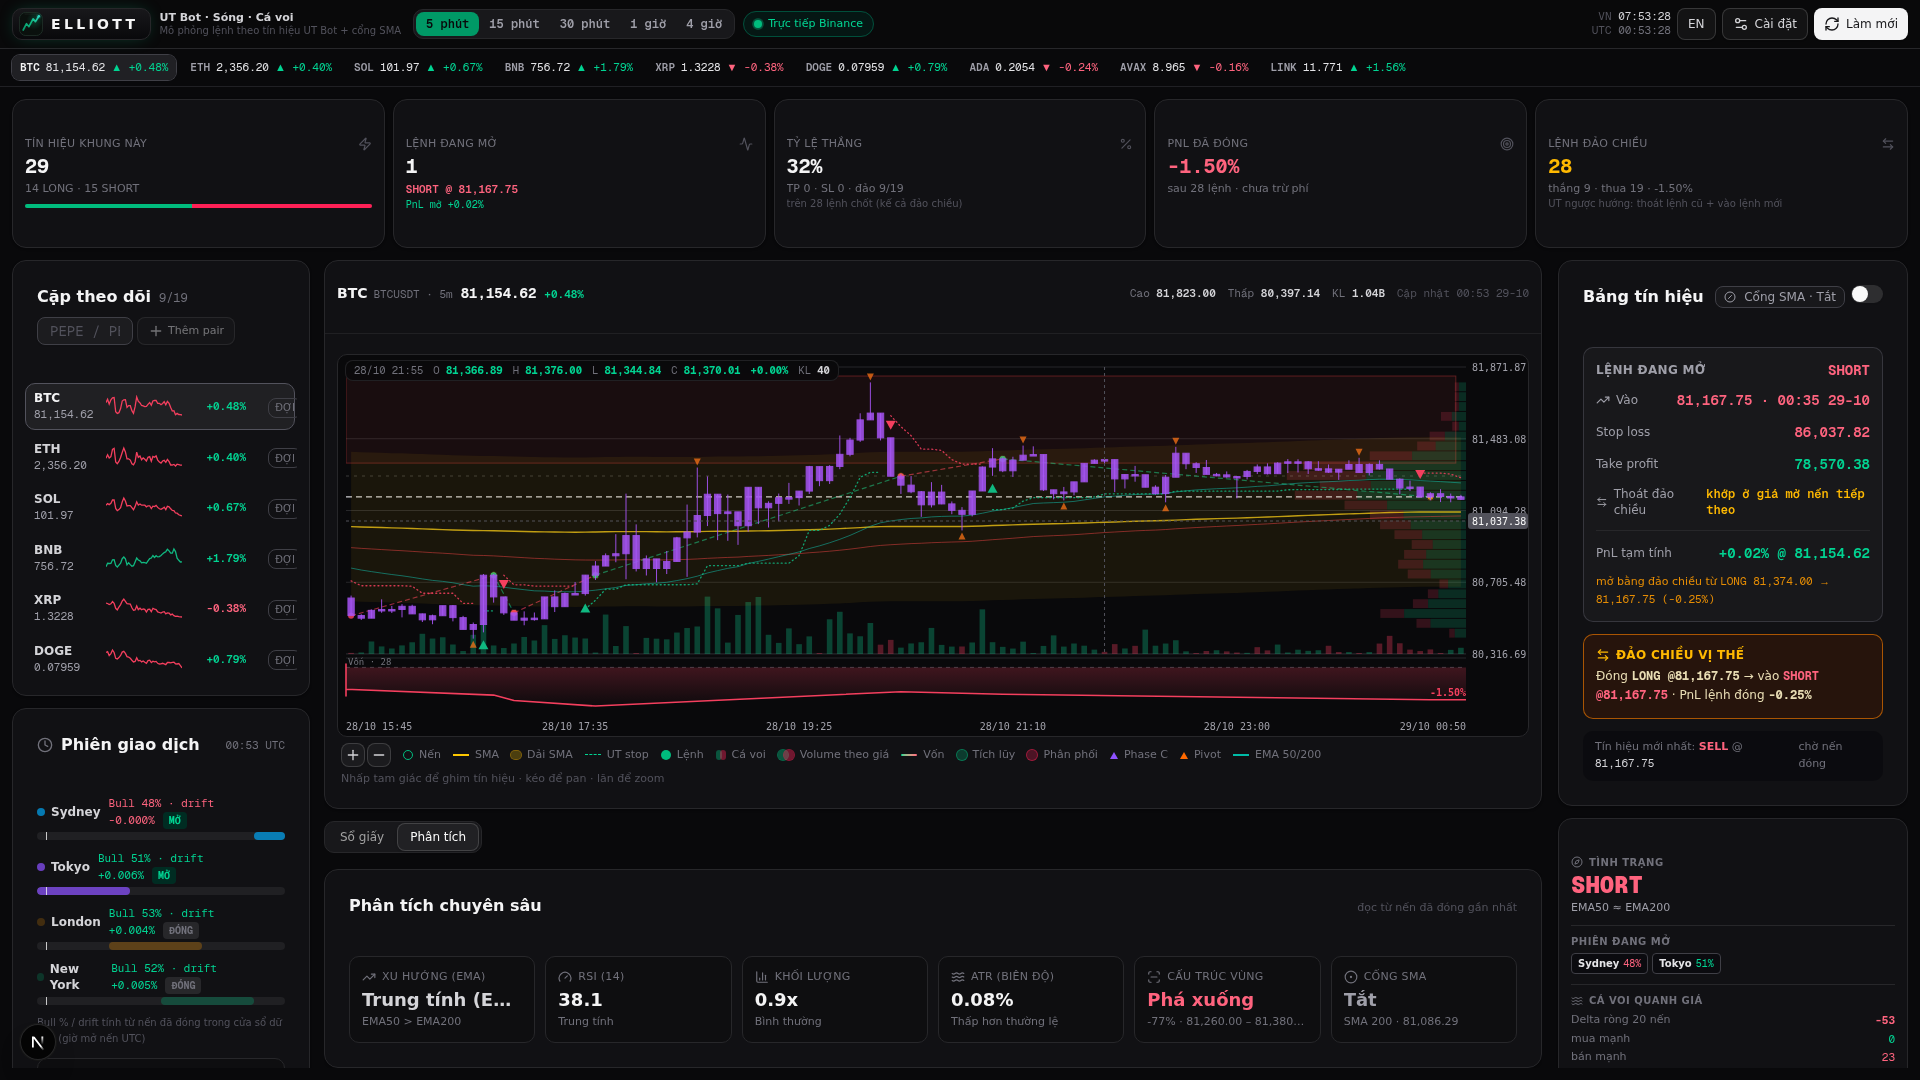 ELLIOTT
UT Bot · Sóng · Cá voi
Mô phỏng lệnh theo tín hiệu UT Bot + cổng SMA
5 phút 15 phút 30 phút 1 giờ 4 giờ
Trực tiếp Binance
VN 07:53:28
UTC 00:53:28
EN
Cài đặt
Làm mới
BTC 81,154.62 ▲ +0.48% ETH 2,356.20 ▲ +0.40% SOL 101.97 ▲ +0.67% BNB 756.72 ▲ +1.79% XRP 1.3228 ▼ -0.38% DOGE 0.07959 ▲ +0.79% ADA 0.2054 ▼ -0.24% AVAX 8.965 ▼ -0.16% LINK 11.771 ▲ +1.56%
TÍN HIỆU KHUNG NÀY
29
14 LONG · 15 SHORT
LỆNH ĐANG MỞ
1
SHORT @ 81,167.75
PnL mở +0.02%
TỶ LỆ THẮNG
32%
TP 0 · SL 0 · đảo 9/19
trên 28 lệnh chốt (kể cả đảo chiều)
PNL ĐÃ ĐÓNG
-1.50%
sau 28 lệnh · chưa trừ phí
LỆNH ĐẢO CHIỀU
28
thắng 9 · thua 19 · -1.50%
UT ngược hướng: thoát lệnh cũ + vào lệnh mới
Cặp theo dõi 9/19
PEPE / PI
Thêm pair
BTC
81,154.62
+0.48%
ĐỢI
ETH
2,356.20
+0.40%
ĐỢI
SOL
101.97
+0.67%
ĐỢI
BNB
756.72
+1.79%
ĐỢI
XRP
1.3228
-0.38%
ĐỢI
DOGE
0.07959
+0.79%
ĐỢI
Phiên giao dịch 00:53 UTC
Sydney
Bull 48% · drift
-0.000% MỞ
Tokyo
Bull 51% · drift
+0.006% MỞ
London
Bull 53% · drift
+0.004% ĐÓNG
New York
Bull 52% · drift
+0.005% ĐÓNG
Bull % / drift tính từ nến đã đóng trong cửa sổ dữ
(giờ mở nến UTC)
N
BTC BTCUSDT · 5m 81,154.62 +0.48%
Cao 81,823.00 Thấp 80,397.14 KL 1.04B Cập nhật 00:53 29-10
28/10 21:55 O 81,366.89 H 81,376.00 L 81,344.84 C 81,370.01 +0.00% KL 40
81,871.87
81,483.08
81,094.28
81,037.38
80,705.48
80,316.69
Vốn · 28
-1.50%
28/10 15:45 28/10 17:35 28/10 19:25 28/10 21:10 28/10 23:00 29/10 00:50
Nến SMA Dải SMA UT stop Lệnh Cá voi Volume theo giá Vốn Tích lũy Phân phối Phase C Pivot EMA 50/200
Nhấp tam giác để ghim tín hiệu · kéo để pan · lăn để zoom
Sổ giấy
Phân tích
Phân tích chuyên sâu
đọc từ nến đã đóng gần nhất
XU HƯỚNG (EMA)
Trung tính (E...
EMA50 > EMA200
RSI (14)
38.1
Trung tính
KHỐI LƯỢNG
0.9x
Bình thường
ATR (BIÊN ĐỘ)
0.08%
Thấp hơn thường lệ
CẤU TRÚC VÙNG
Phá xuống
-77% · 81,260.00 – 81,380...
CỔNG SMA
Tắt
SMA 200 · 81,086.29
Bảng tín hiệu
Cổng SMA · Tắt
LỆNH ĐANG MỞ SHORT
Vào 81,167.75 · 00:35 29-10
Stop loss 86,037.82
Take profit 78,570.38
Thoát đảo chiều
khớp ở giá mở nến tiếp theo
PnL tạm tính +0.02% @ 81,154.62
mở bằng đảo chiều từ LONG 81,374.00 →
81,167.75 (-0.25%)
ĐẢO CHIỀU VỊ THẾ
Đóng LONG @81,167.75 → vào SHORT
@81,167.75 · PnL lệnh đóng -0.25%
Tín hiệu mới nhất: SELL @
81,167.75
chờ nến
đóng
TÌNH TRẠNG
SHORT
EMA50 ≈ EMA200
PHIÊN ĐANG MỞ
Sydney 48% Tokyo 51%
CÁ VOI QUANH GIÁ
Delta ròng 20 nến -53
mua mạnh 0
bán mạnh 23